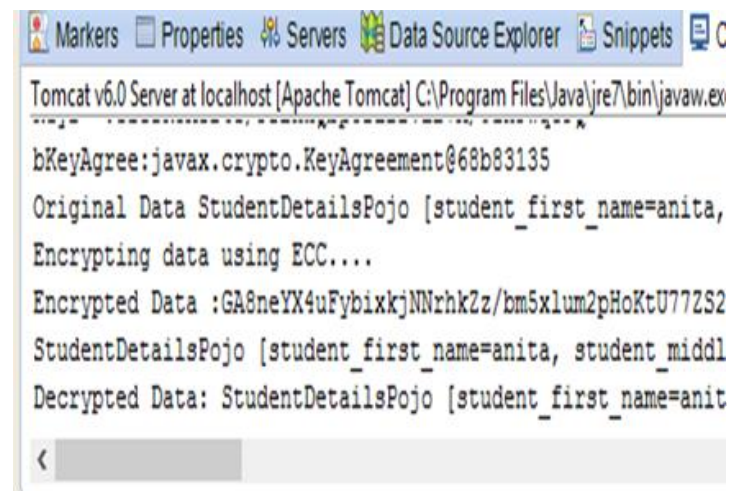 Markers Properties Servers Data Source Explorer Snippets
Tomcat v6.0 Server at localhost [Apache Tomcat] C:\Program Files\Java\jre7\bin\javaw.exe
bKeyAgree:javax.crypto.KeyAgreement@68b83135
Original Data StudentDetailsPojo [student_first_name=anita,
Encrypting data using ECC....
Encrypted Data :GA8neYX4uFybixkjNNrhkZz/bm5xlum2pHoKtU77ZS2
StudentDetailsPojo [student_first_name=anita, student_middl
Decrypted Data: StudentDetailsPojo [student_first_name=anit